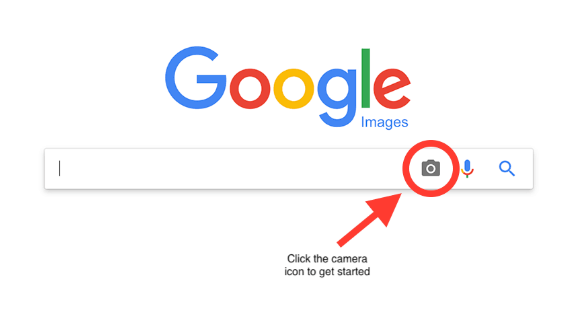 Google
Images
Click the camera
icon to get started